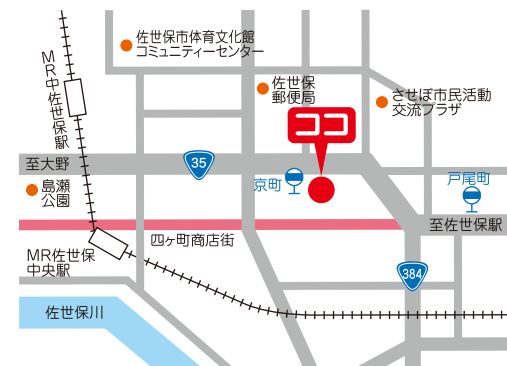 佐世保市体育文化館
コミュニティーセンター
MR中佐世保駅
佐世保
郵便局
させぼ市民活動
交流プラザ
ココ
至大野
35
京町
戸尾町
島瀬
公園
至佐世保駅
四ヶ町商店街
MR佐世保
中央駅
384
佐世保川